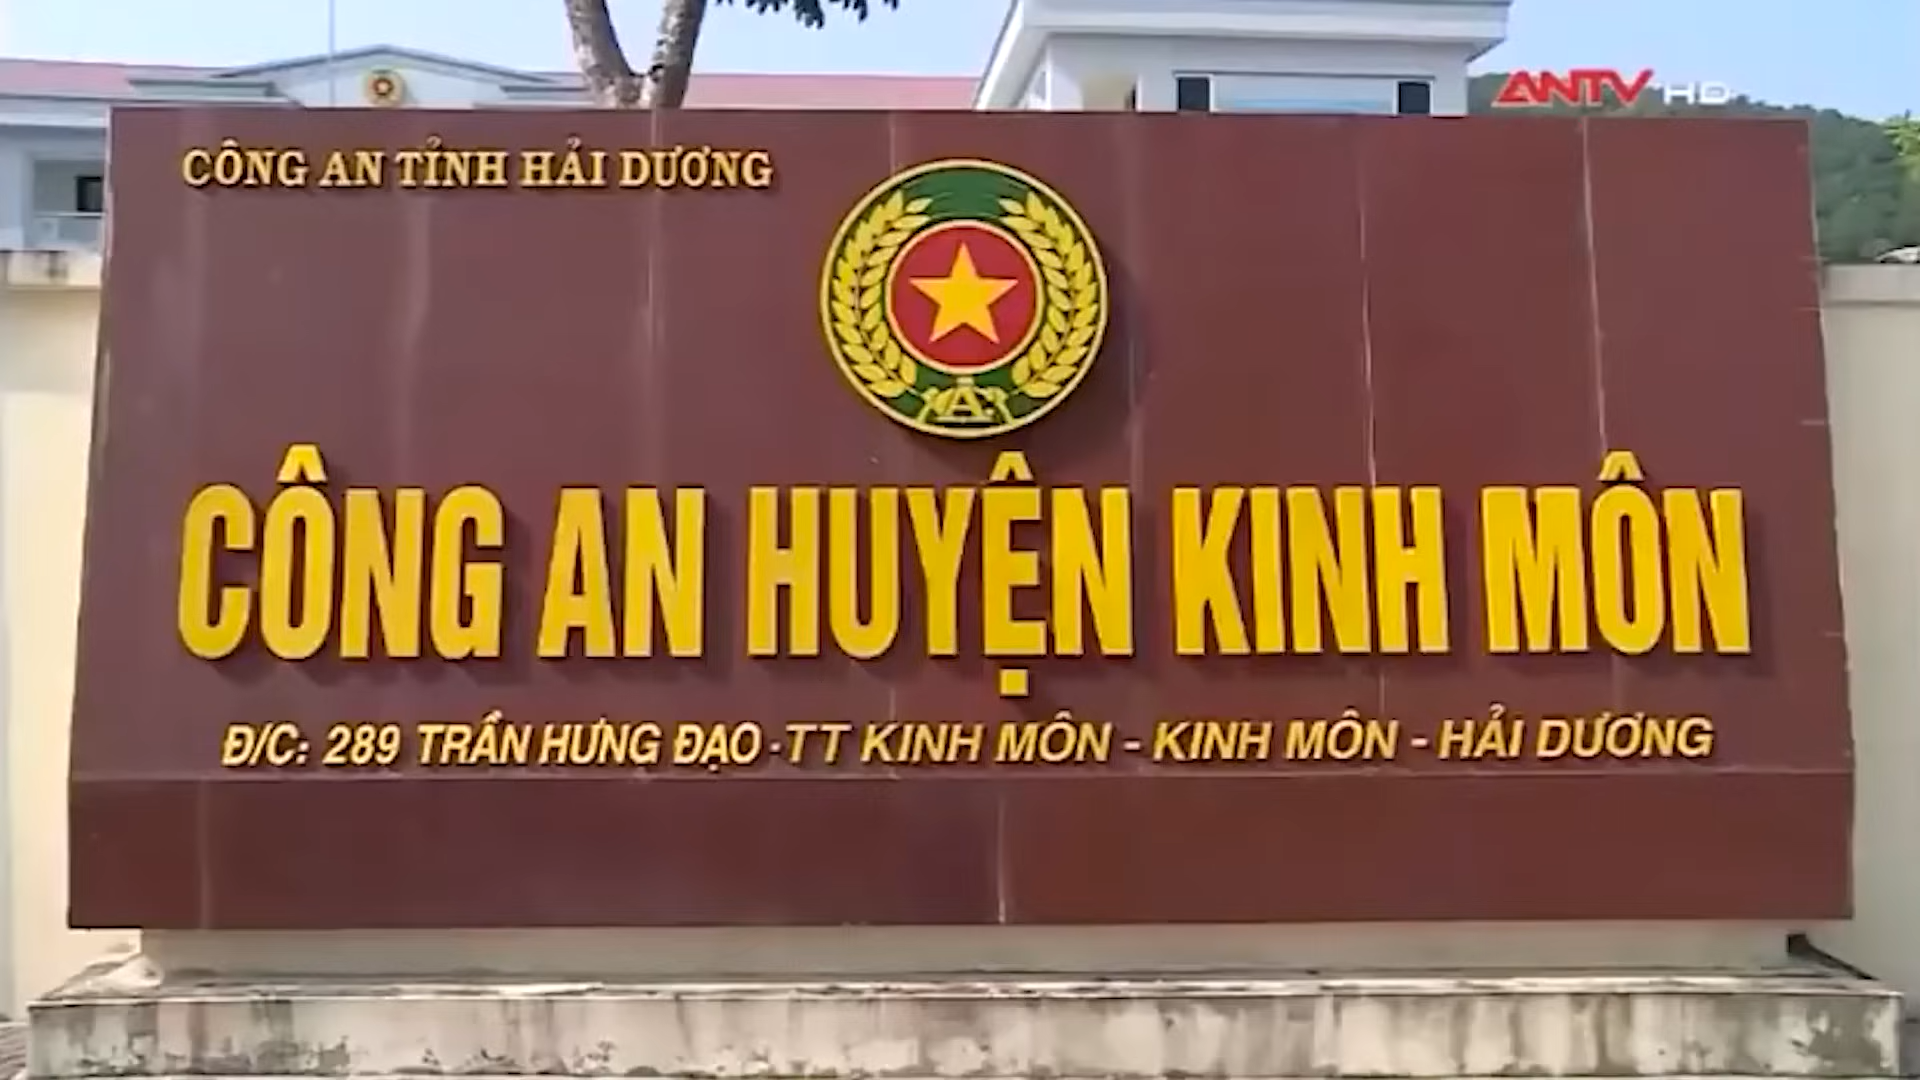 ANTV HD
CÔNG AN TỈNH HẢI DƯƠNG
CÔNG AN HUYỆN KINH MÔN
Đ/C: 289 TRẦN HƯNG ĐẠO - TT KINH MÔN - KINH MÔN - HẢI DƯƠNG